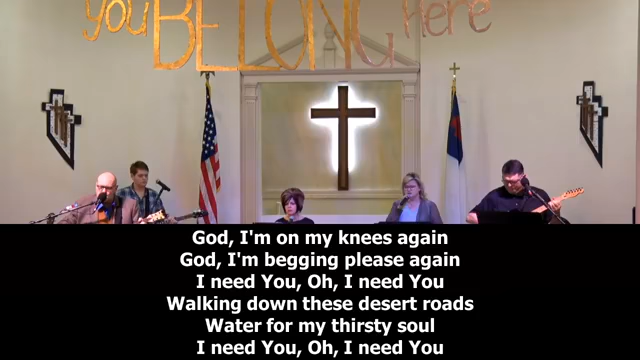 you BELONG here
God, I'm on my knees again
God, I'm begging please again
I need You, Oh, I need You
Walking down these desert roads
Water for my thirsty soul
I need You, Oh, I need You